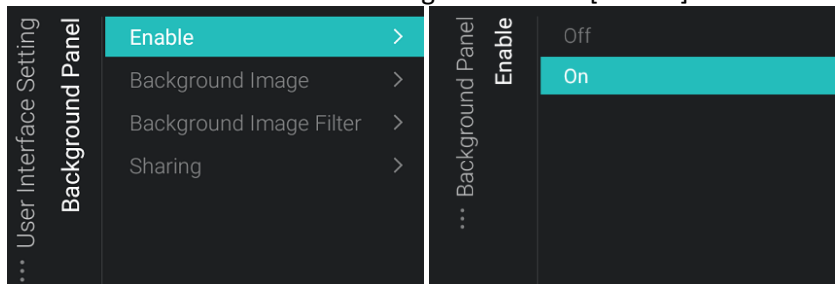 ... User Interface Setting
Background Panel
Enable
Background Image
Background Image Filter
Sharing
... Background Panel
Enable
Off
On